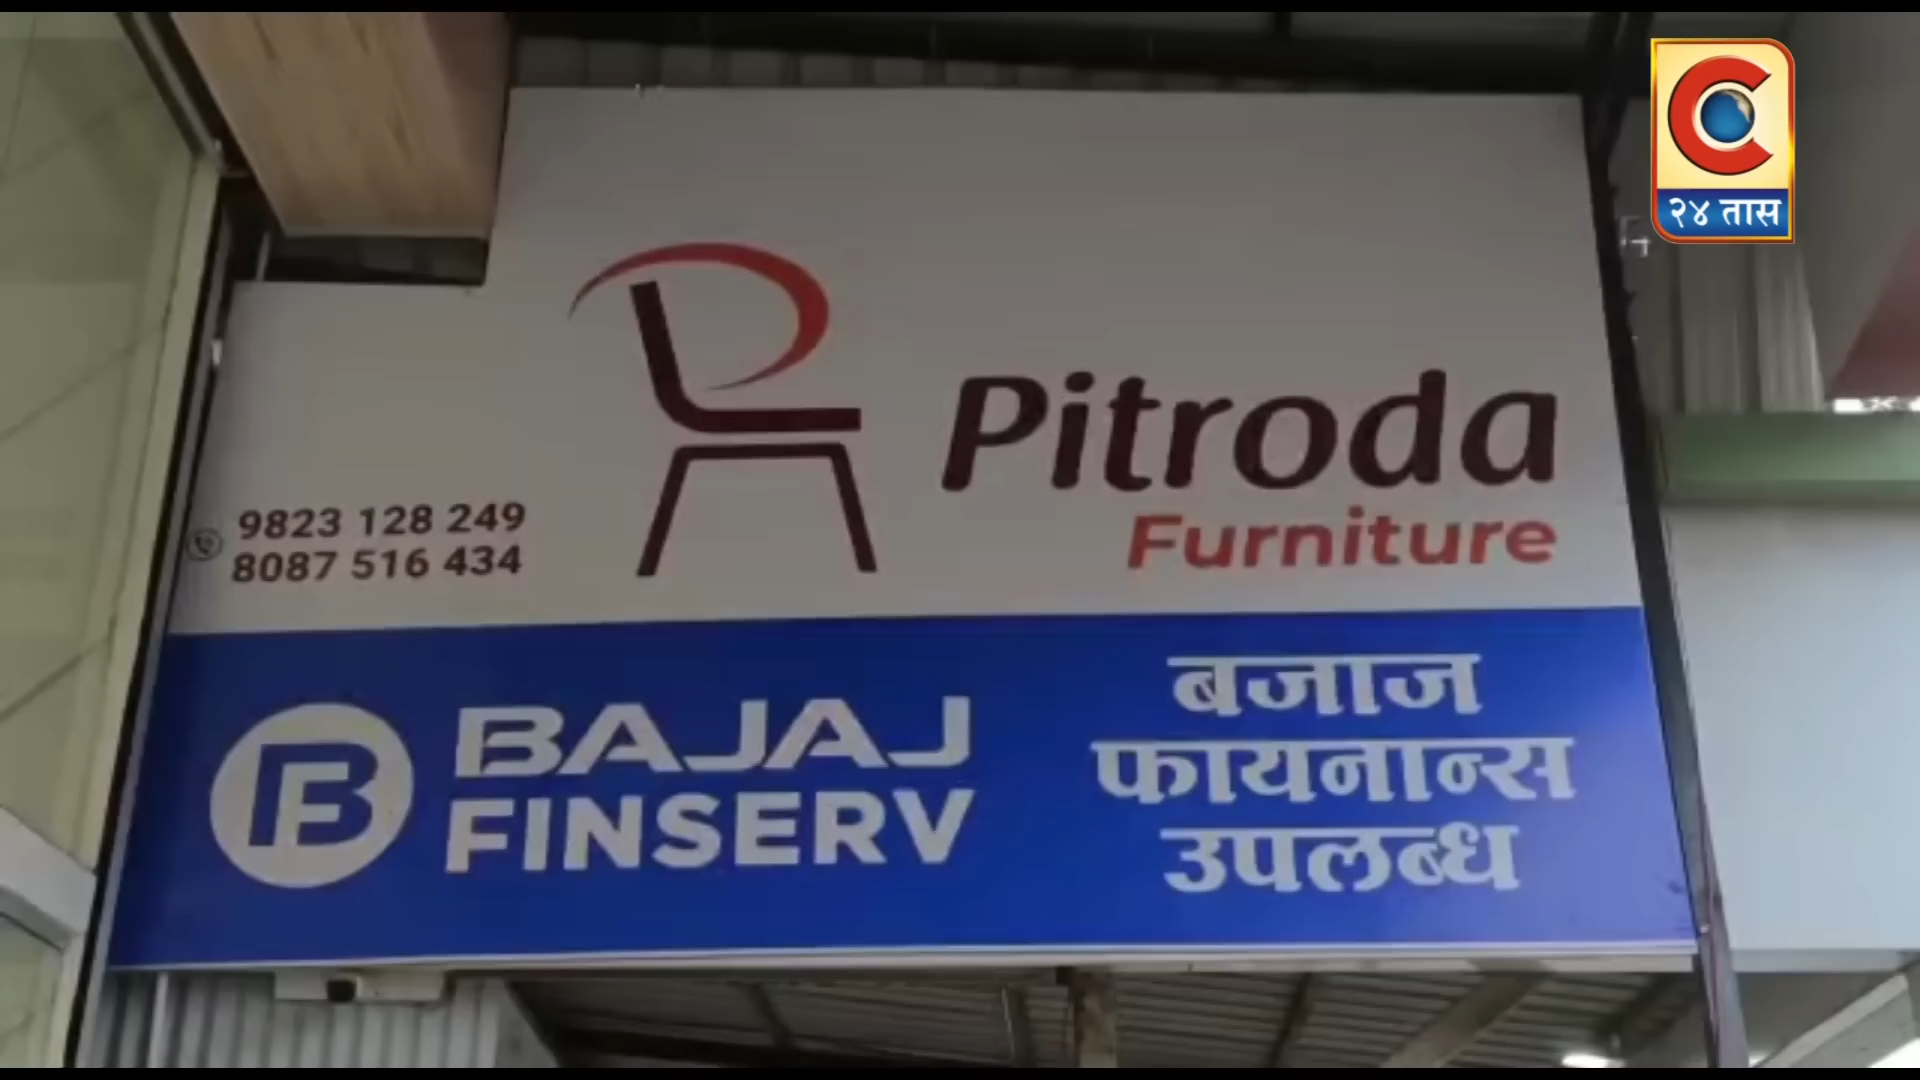 C
२४ तास
Pitroda
Furniture
9823 128 249
8087 516 434
BAJAJ
FINSERV
बजाज
फायनान्स
उपलब्ध